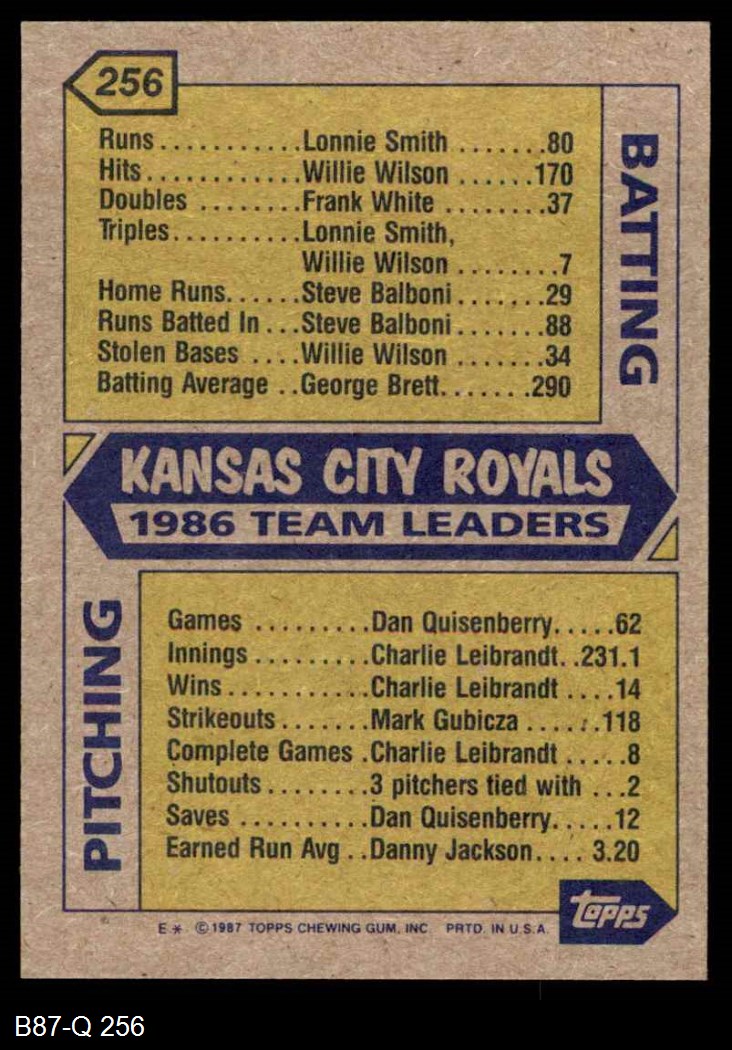 256
Runs...........Lonnie Smith .......80
Hits............Willie Wilson ......170
Doubles ........Frank White ........37
Triples..........Lonnie Smith,
Willie Wilson ........7
Home Runs......Steve Balboni.......29
Runs Batted In...Steve Balboni.......88
Stolen Bases ....Willie Wilson .......34
Batting Average ..George Brett.......290
BATTING
KANSAS CITY ROYALS
1986 TEAM LEADERS
PITCHING
Games .........Dan Quisenberry.....62
Innings.........Charlie Leibrandt..231.1
Wins............Charlie Leibrandt ....14
Strikeouts.......Mark Gubicza ......118
Complete Games .Charlie Leibrandt .....8
Shutouts........3 pitchers tied with ...2
Saves ..........Dan Quisenberry.....12
Earned Run Avg ..Danny Jackson.... 3.20
topps
E* ©1987 TOPPS CHEWING GUM, INC. PRTD. IN U.S.A.
B87-Q 256